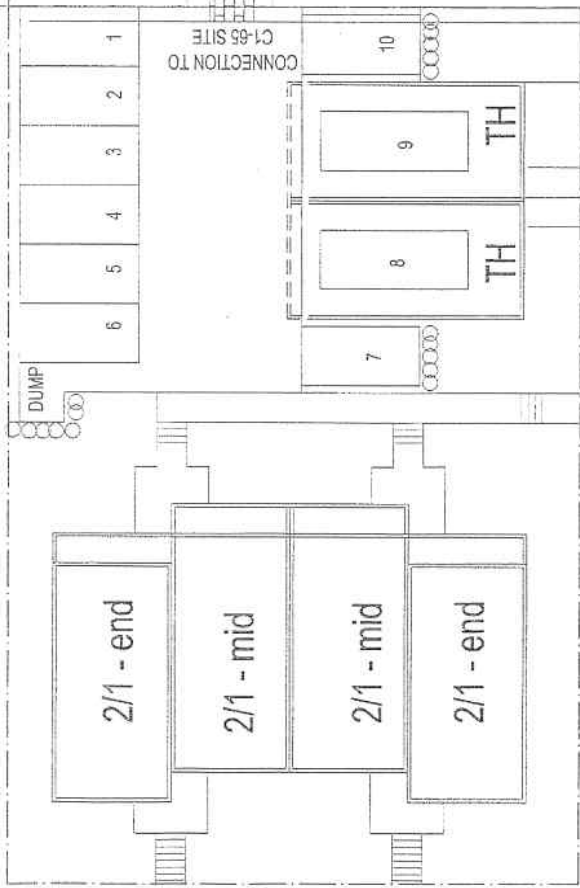 1
2
3
4
5
6
DUMP
CONNECTION TO
C1-65 SITE
10
9
TH
8
TH
7
2/1 - end
2/1 - mid
2/1 - mid
2/1 - end